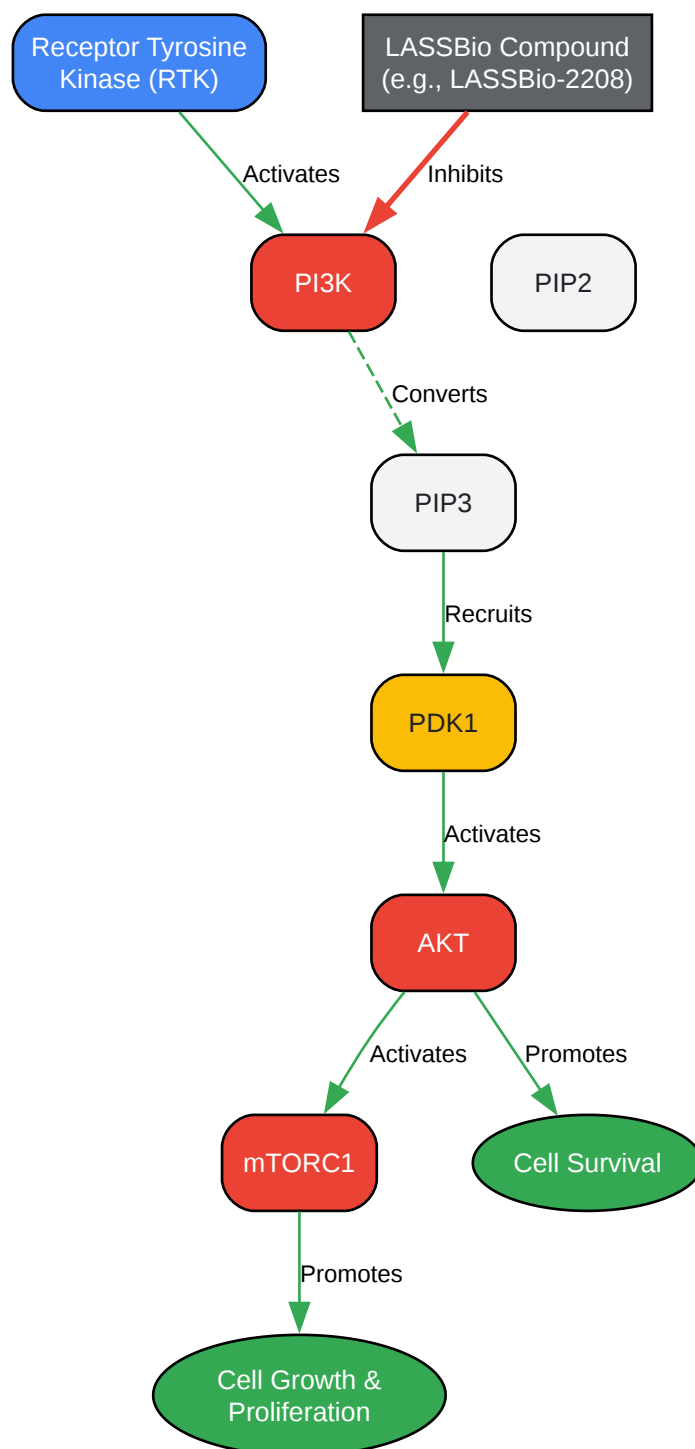 Receptor Tyrosine
Kinase (RTK)
LASSBio Compound
(e.g., LASSBio-2208)
Activates
Inhibits
PI3K
PIP2
Converts
PIP3
Recruits
PDK1
Activates
AKT
Activates
Promotes
mTORC1
Cell Survival
Promotes
Cell Growth &
Proliferation